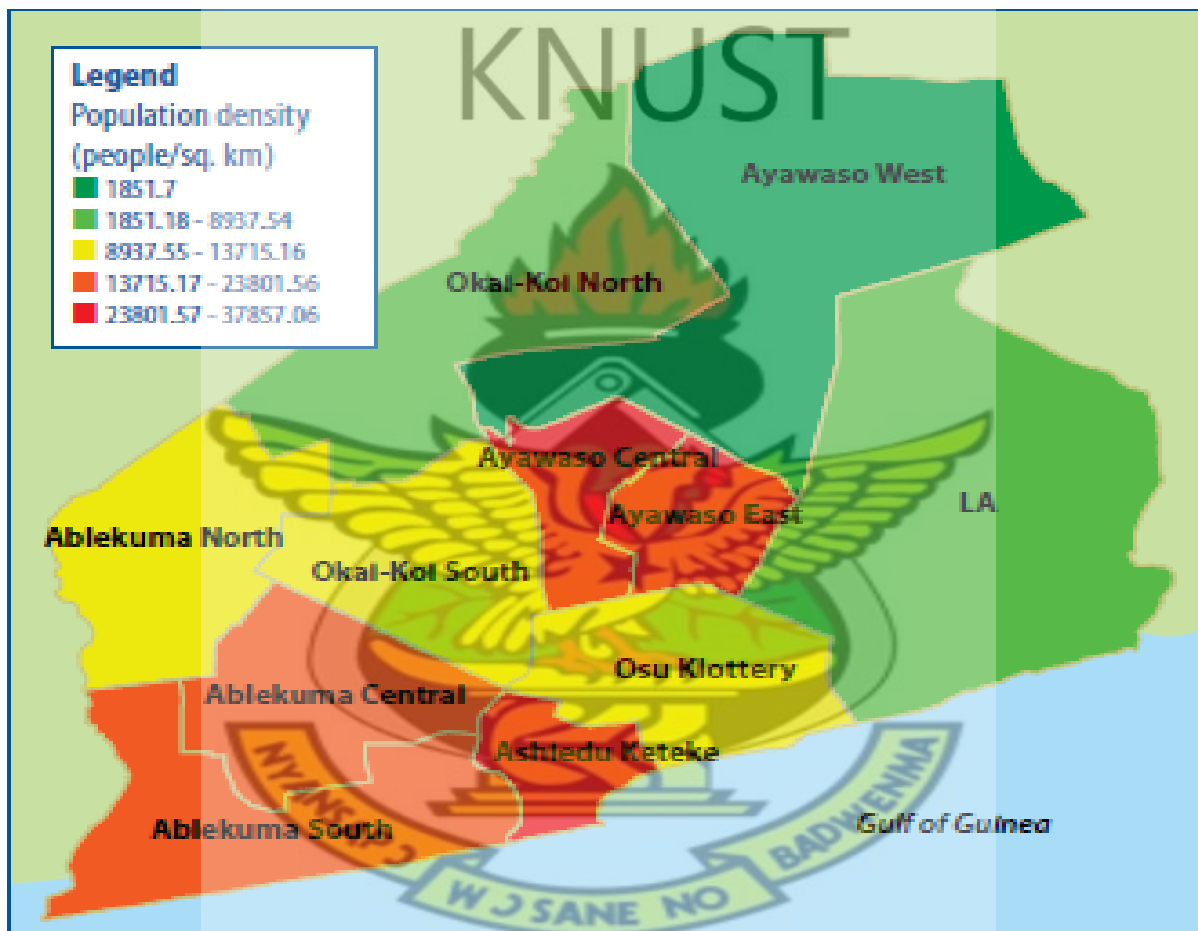 KNUST
Legend
Population density
(people/sq. km)
1851.7
1851.18 - 8937.54
8937.55 - 13715.16
13715.17 - 23801.56
23801.57 - 37857.06
Ayawaso West
Okai-Koi North
Ayawaso Central
LA
Ayawaso East
Ablekuma North
Okai-Koi South
Osu Klottery
Ablekuma Central
Ashiedu Keteke
Ablekuma South
Gulf of Guinea
NYANSAPƆ WƆSANE NO BADWENMA